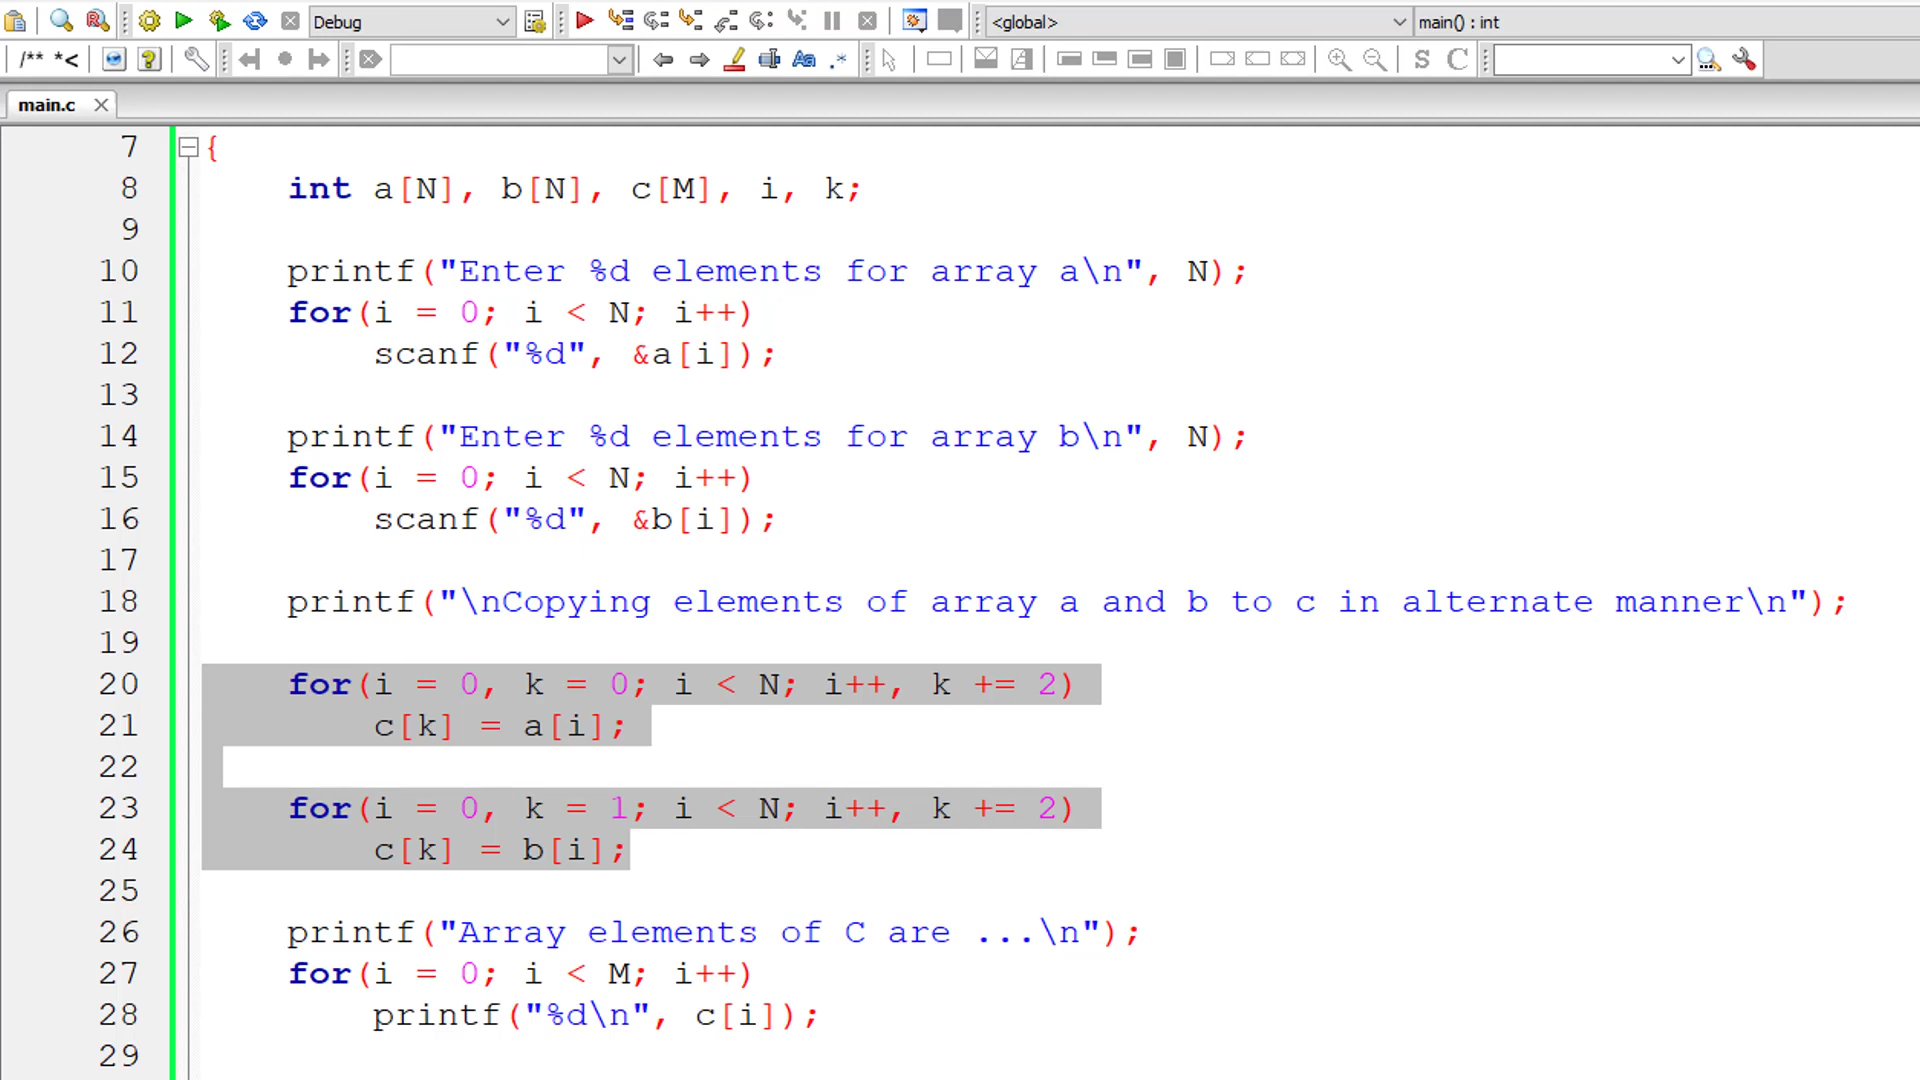 Debug
<global>
main() : int
/** *<
Aa
.*
S C
main.c
7 {
8 int a[N], b[N], c[M], i, k;
9
10 printf("Enter %d elements for array a\n", N);
11 for(i = 0; i < N; i++)
12 scanf("%d", &a[i]);
13
14 printf("Enter %d elements for array b\n", N);
15 for(i = 0; i < N; i++)
16 scanf("%d", &b[i]);
17
18 printf("\nCopying elements of array a and b to c in alternate manner\n");
19
20 for(i = 0, k = 0; i < N; i++, k += 2)
21 c[k] = a[i];
22
23 for(i = 0, k = 1; i < N; i++, k += 2)
24 c[k] = b[i];
25
26 printf("Array elements of C are ...\n");
27 for(i = 0; i < M; i++)
28 printf("%d\n", c[i]);
29